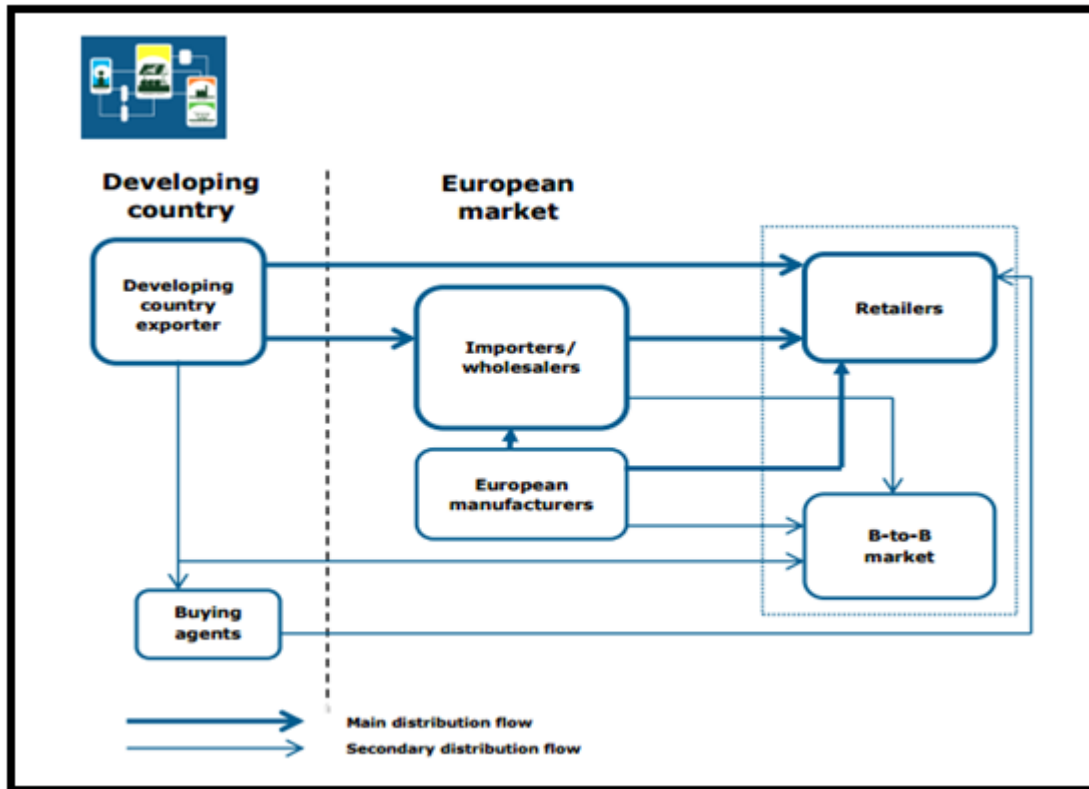 Developing
country
European
market
Developing
country
exporter
Importers/
wholesalers
Retailers
European
manufacturers
B-to-B
market
Buying
agents
Main distribution flow
Secondary distribution flow